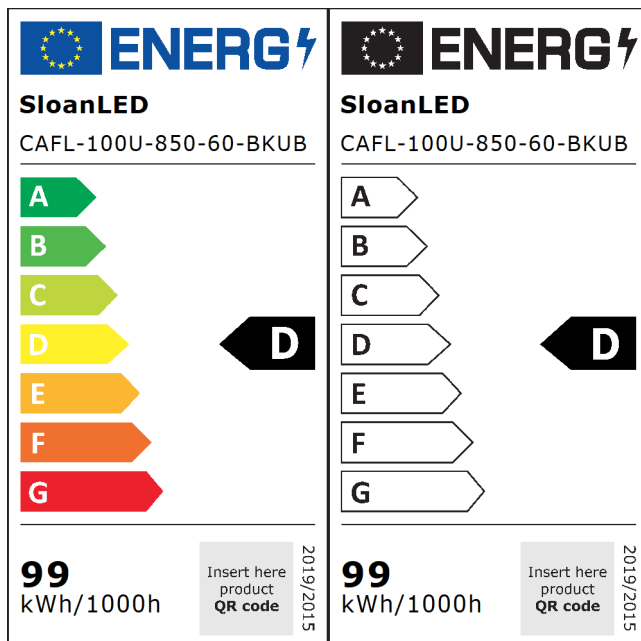 ENERG
SloanLED
CAFL-100U-850-60-BKUB
A
B
C
D
D
E
F
G
99
kWh/1000h
Insert here
product
QR code
2019/2015
ENERG
SloanLED
CAFL-100U-850-60-BKUB
A
B
C
D
D
E
F
G
99
kWh/1000h
Insert here
product
QR code
2019/2015